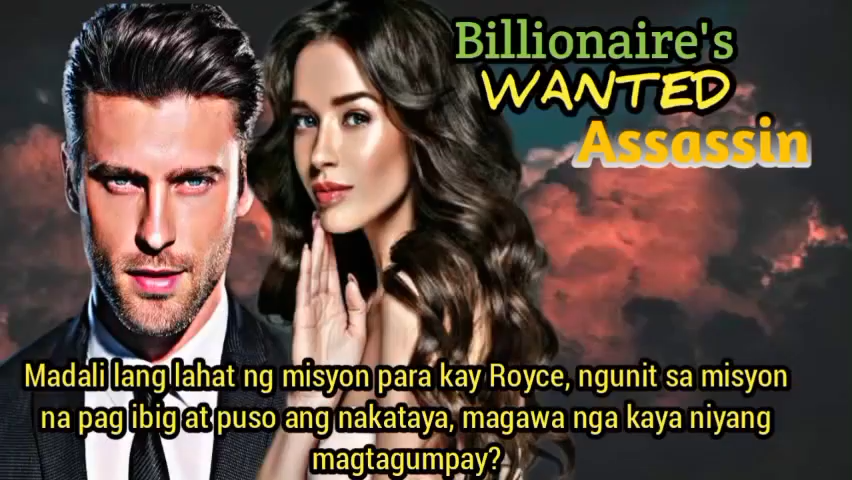 Billionaire's
WANTED
Assassin
Madali lang lahat ng misyon para kay Royce, ngunit sa misyon
na pag ibig at puso ang nakataya, magawa nga kaya niyang
magtagumpay?